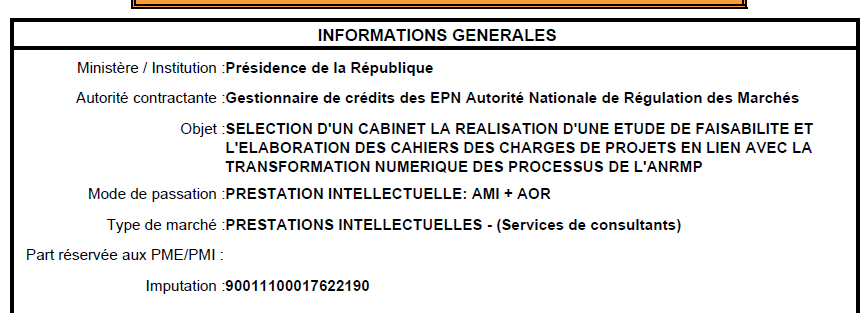 INFORMATIONS GENERALES
Ministère / Institution :Présidence de la République
Autorité contractante :Gestionnaire de crédits des EPN Autorité Nationale de Régulation des Marchés
Objet :SELECTION D'UN CABINET LA REALISATION D'UNE ETUDE DE FAISABILITE ET
L'ELABORATION DES CAHIERS DES CHARGES DE PROJETS EN LIEN AVEC LA
TRANSFORMATION NUMERIQUE DES PROCESSUS DE L'ANRMP
Mode de passation :PRESTATION INTELLECTUELLE: AMI + AOR
Type de marché :PRESTATIONS INTELLECTUELLES - (Services de consultants)
Part réservée aux PME/PMI :
Imputation :90011100017622190